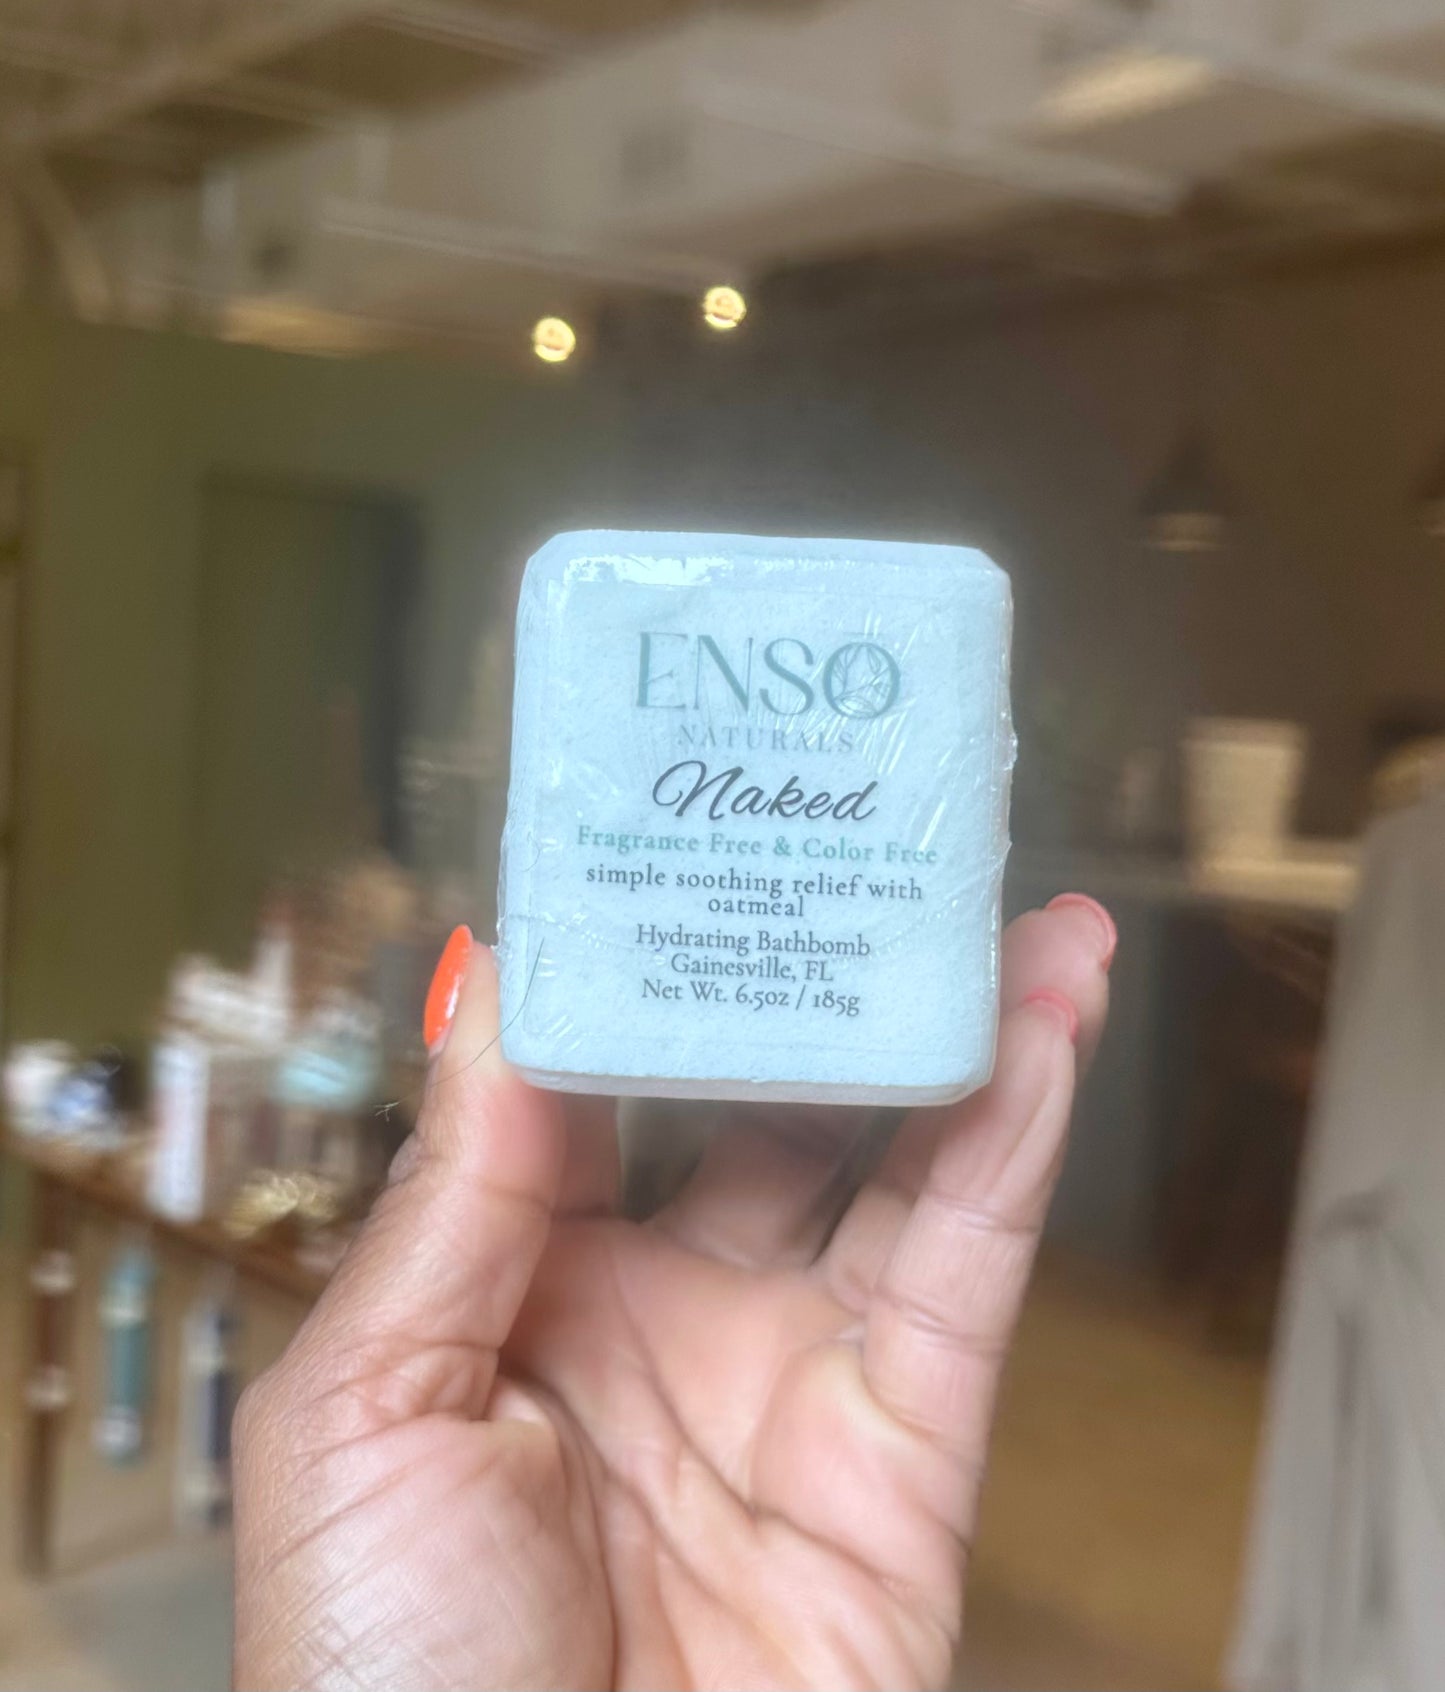 ENSŌ
NATURALS
Naked
Fragrance Free & Color Free
simple soothing relief with
oatmeal
Hydrating Bathbomb
Gainesville, FL
Net Wt. 6.5oz / 185g